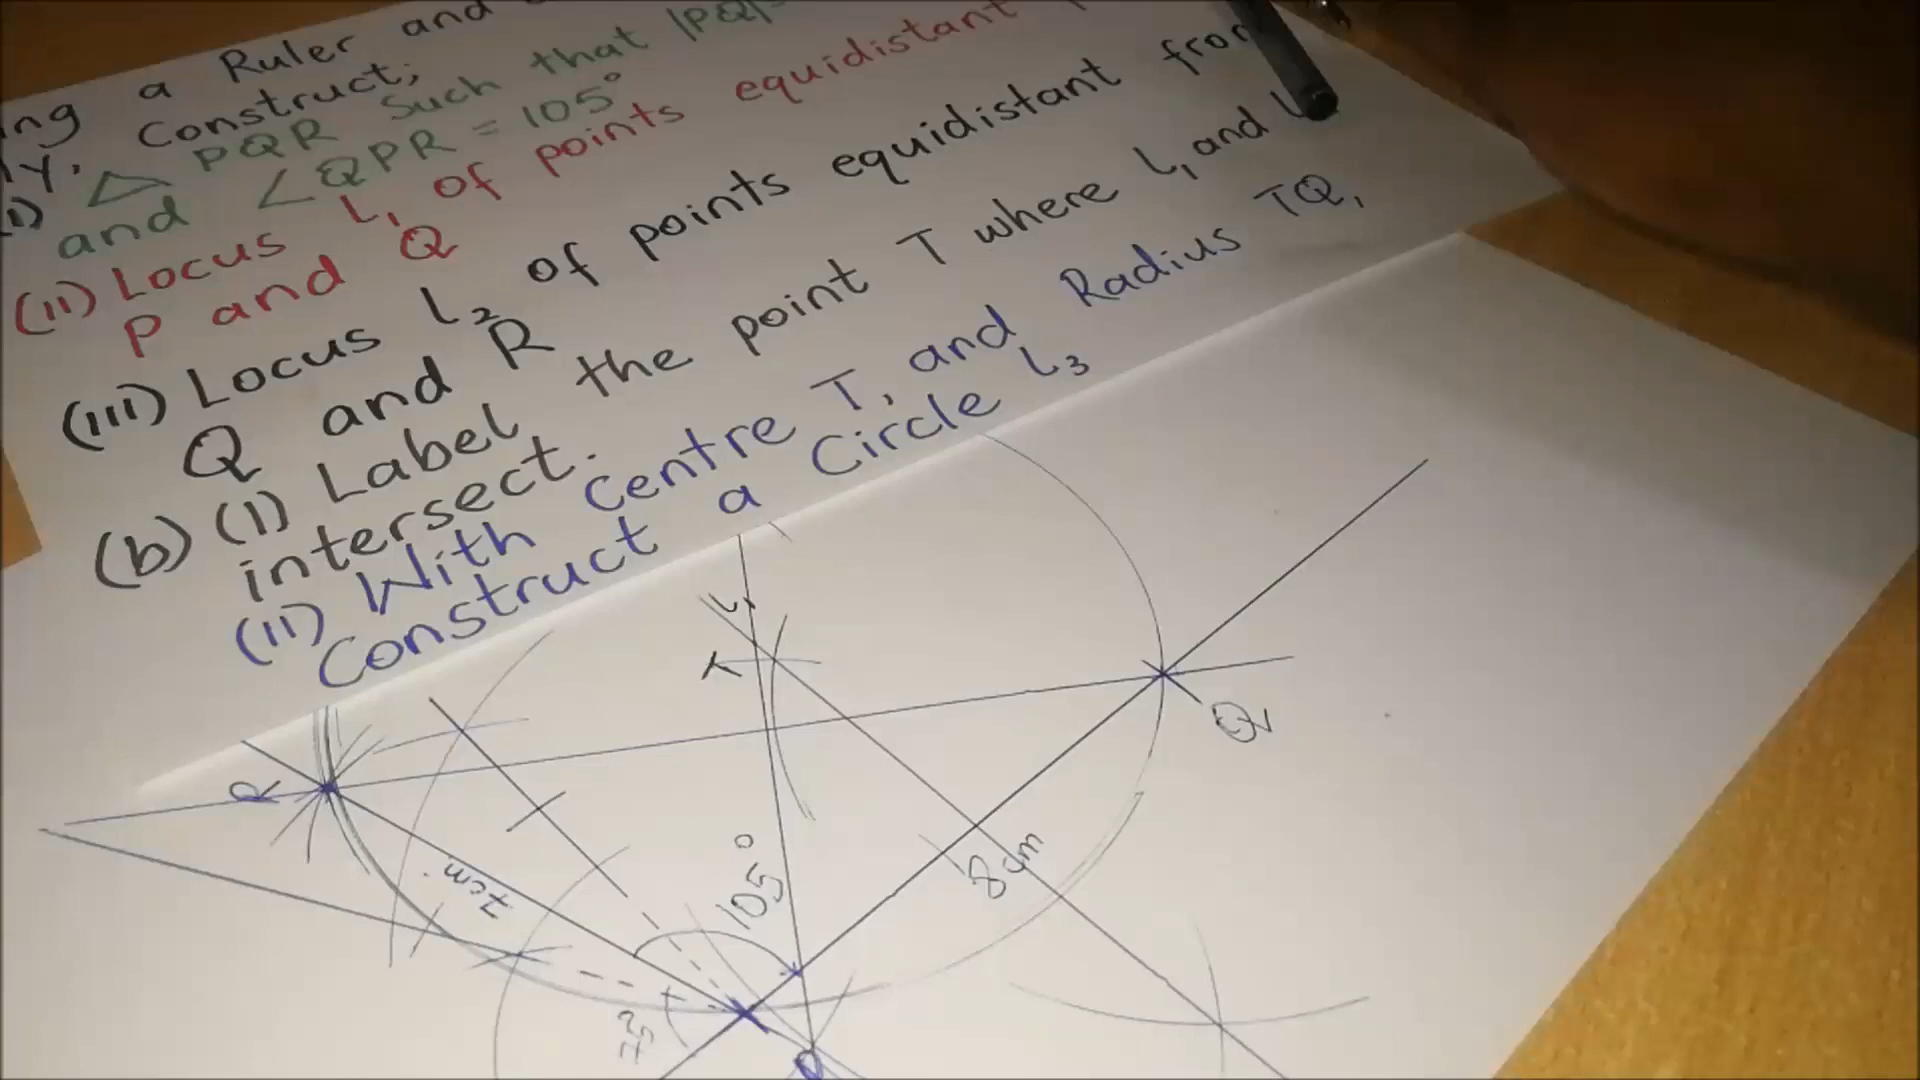 ng a Ruler and
ly, Construct;
(i) △ PQR Such that |PQ|=
and ∠QPR = 105°
(ii) Locus L₁ of points equidistant
P and Q
(iii) Locus L₂ of points equidistant from
Q and R
(b) (i) Label the point T where L₁ and L
intersect.
(ii) With Centre T, and Radius TQ,
Construct a Circle L₃
L₁
T
Q
R
7cm
105°
8cm
75